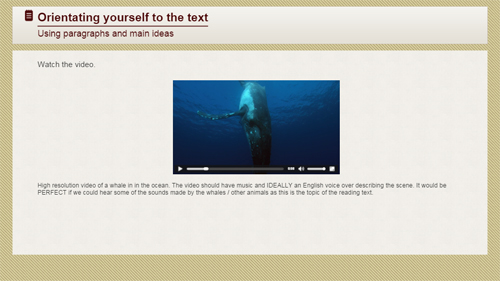 Orientating yourself to the text
Using paragraphs and main ideas
Watch the video.
High resolution video of a whale in in the ocean. The video should have music and IDEALLY an English voice over describing the scene. It would be
PERFECT if we could hear some of the sounds made by the whales / other animals as this is the topic of the reading text.